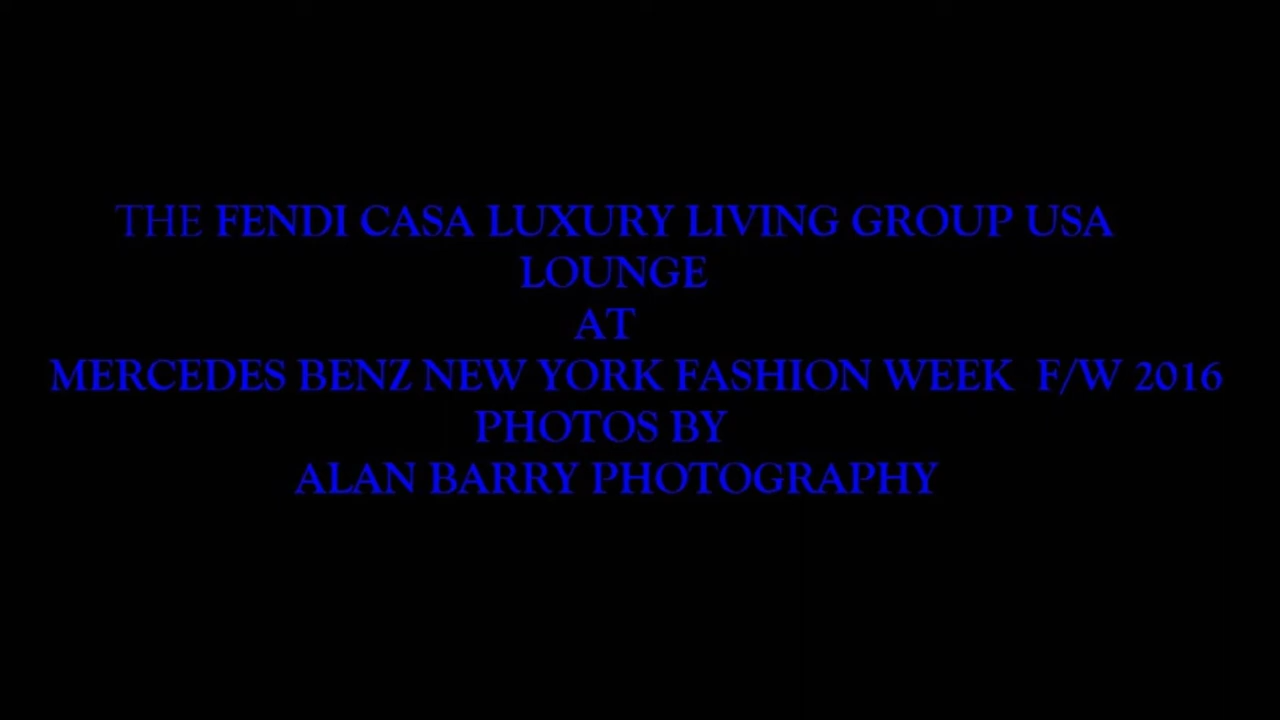 THE FENDI CASA LUXURY LIVING GROUP USA
LOUNGE
AT
MERCEDES BENZ NEW YORK FASHION WEEK F/W 2016
PHOTOS BY
ALAN BARRY PHOTOGRAPHY